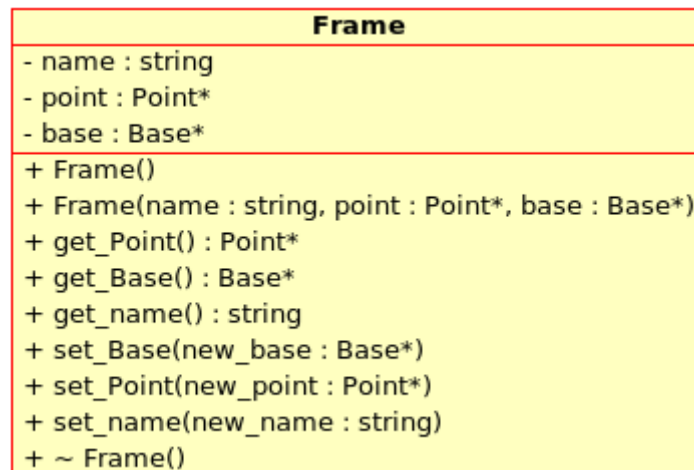 Frame
- name : string
- point : Point*
- base : Base*
+ Frame()
+ Frame(name : string, point : Point*, base : Base*)
+ get_Point() : Point*
+ get_Base() : Base*
+ get_name() : string
+ set_Base(new_base : Base*)
+ set_Point(new_point : Point*)
+ set_name(new_name : string)
+ ~ Frame()